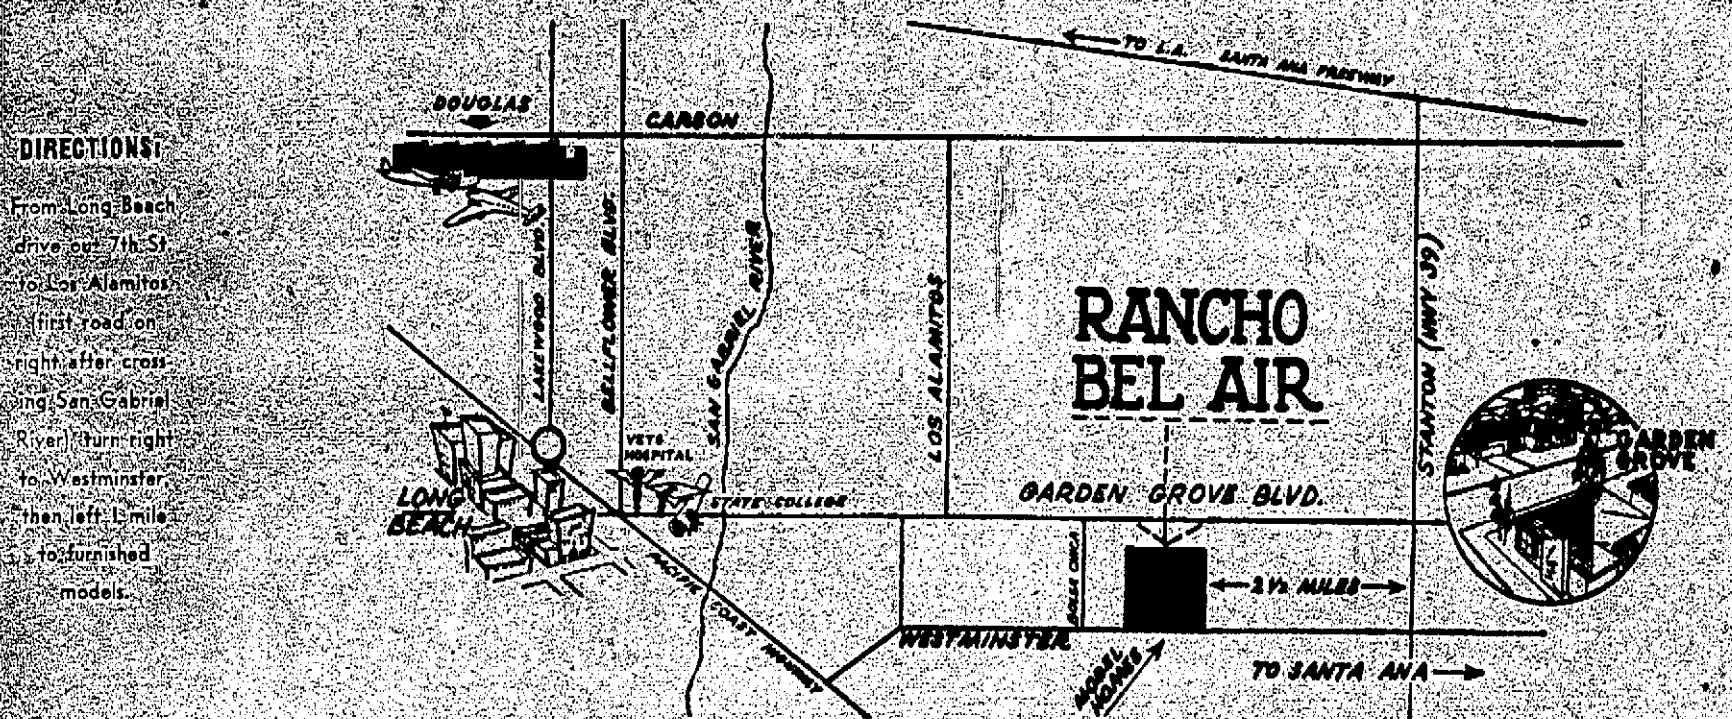 DIRECTIONS:
From Long Beach
drive out 7th St.
to Los Alamitos
(first road on
right after cross-
ing San Gabriel
River) turn right
to Westminster,
then left 1 mile
to furnished
models.
TO L.A. SANTA ANA FREEWAY
DOUGLAS
CARSON
LAKEWOOD BLVD.
BELLFLOWER BLVD.
SAN GABRIEL RIVER
LOS ALAMITOS
RANCHO
BEL AIR
STANTON (HWY 39)
GARDEN
GROVE
VETS
HOSPITAL
STATE COLLEGE
GARDEN GROVE BLVD.
LONG
BEACH
PACIFIC COAST HIGHWAY
BOLSA CHICA
2 1/2 MILES
WESTMINSTER
MODEL
HOMES
TO SANTA ANA